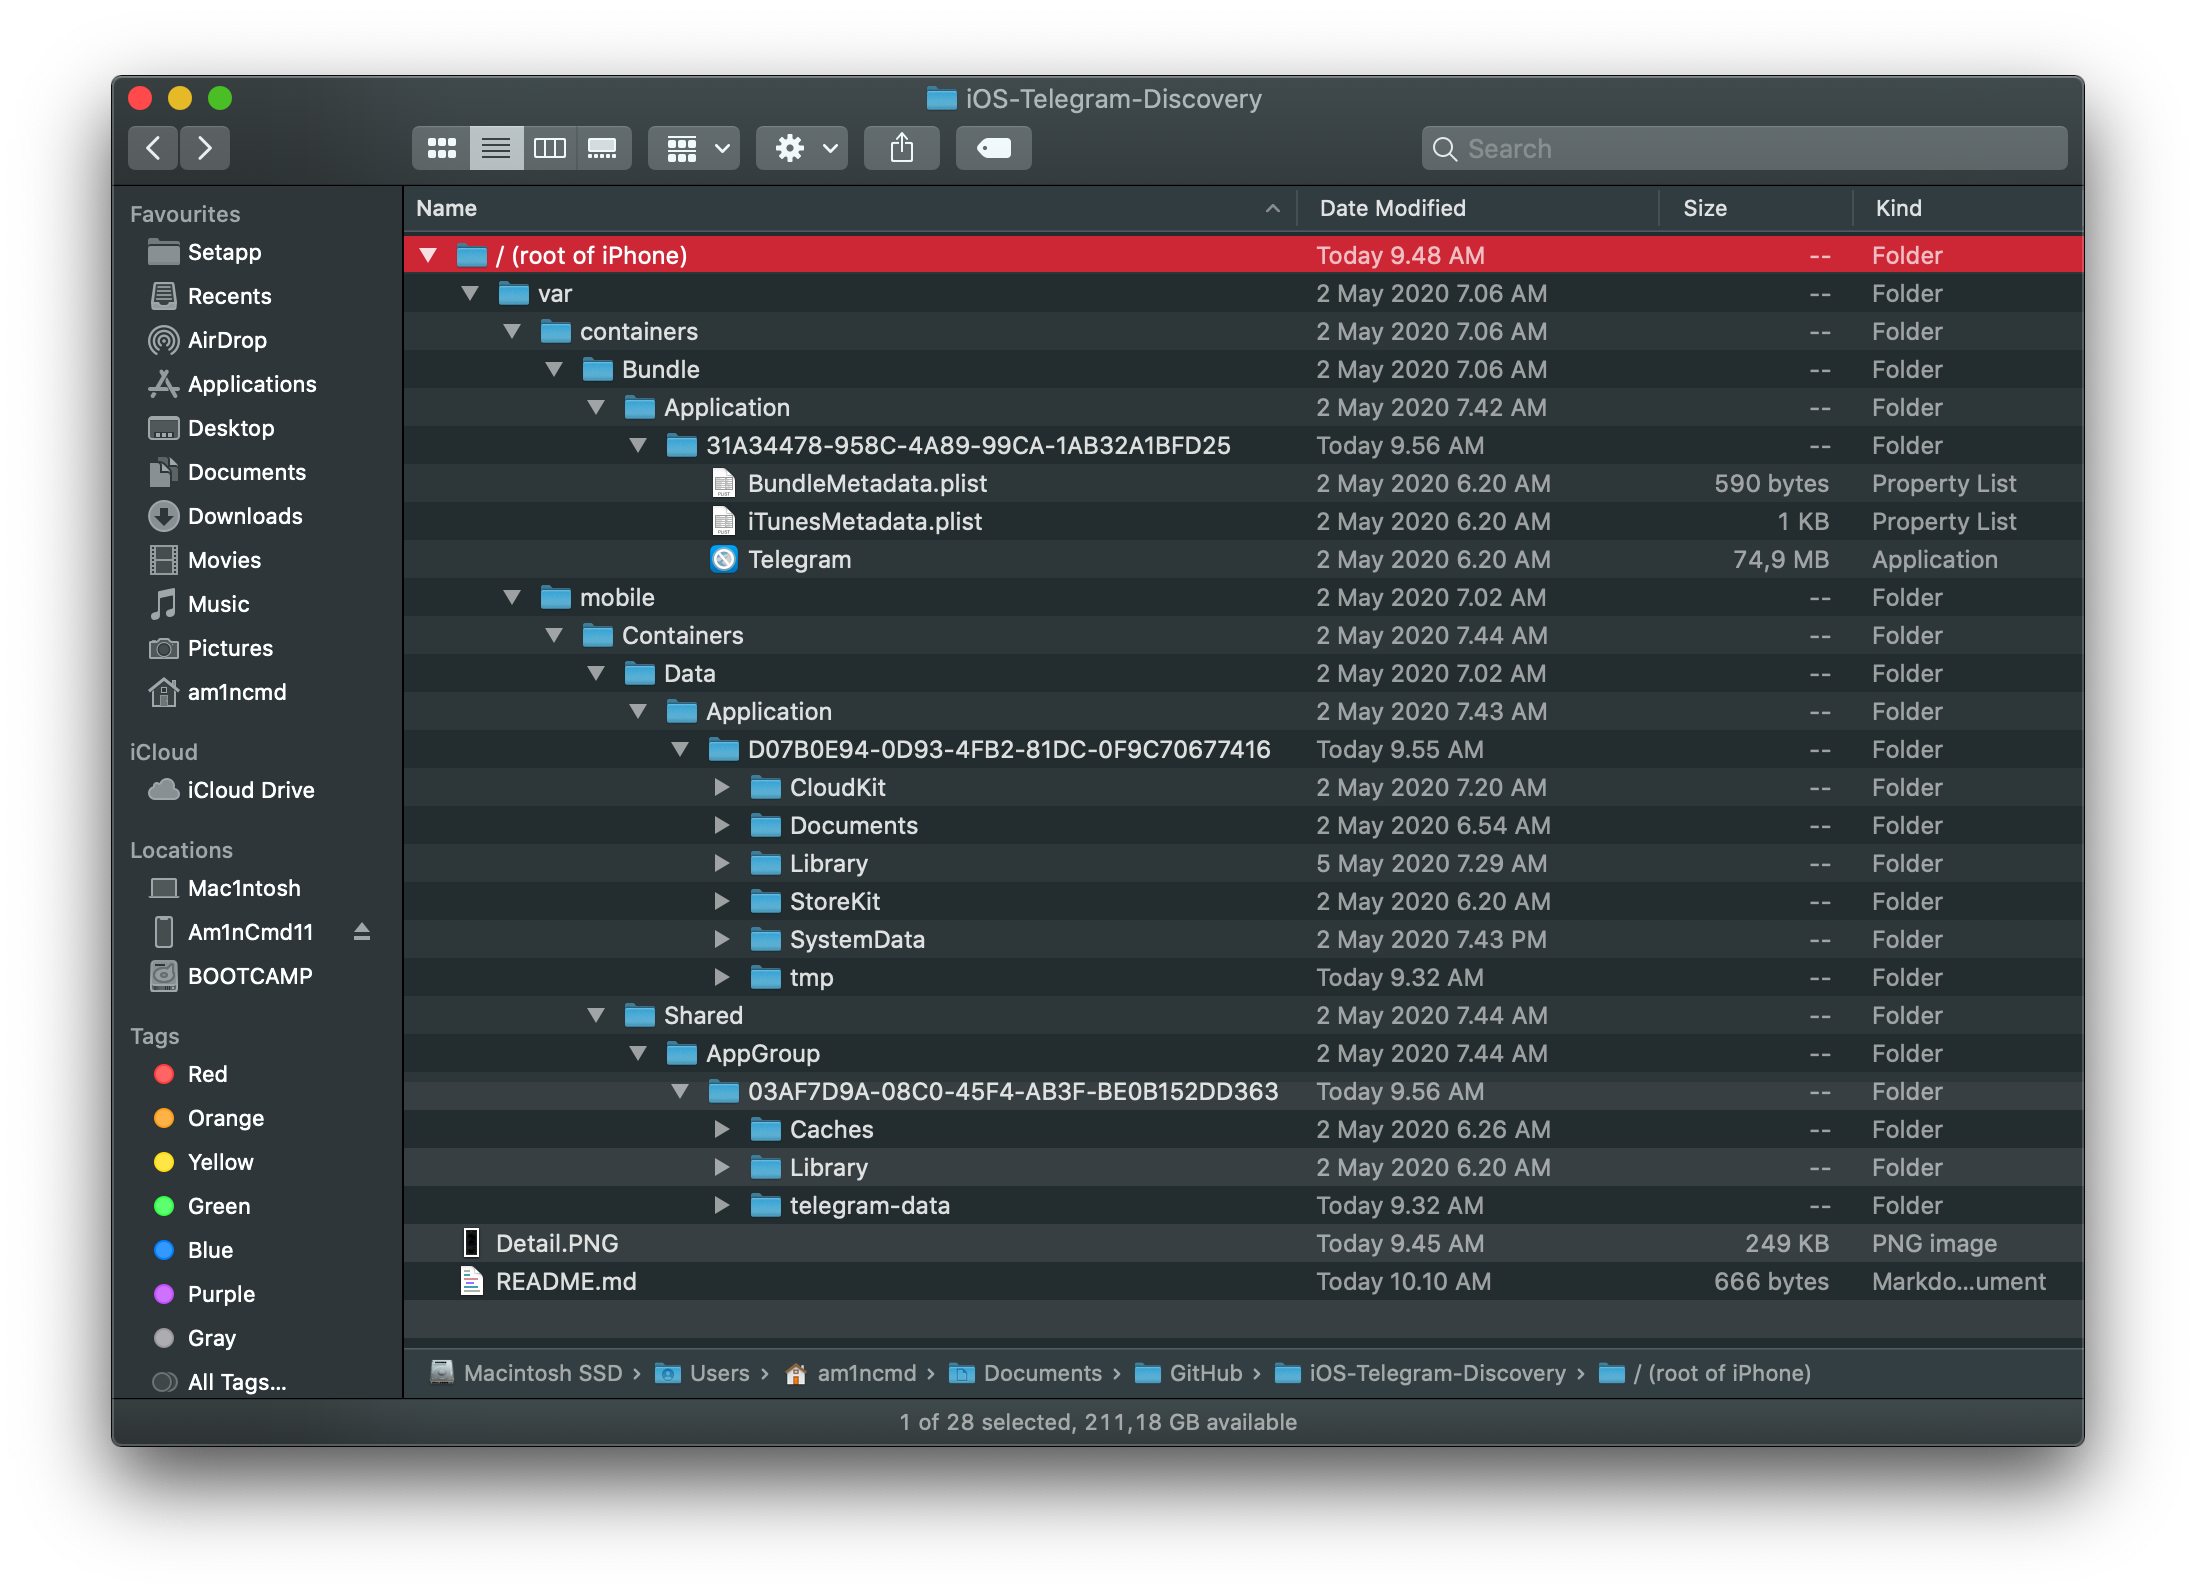 iOS-Telegram-Discovery
Search
Favourites
Setapp
Recents
AirDrop
Applications
Desktop
Documents
Downloads
Movies
Music
Pictures
am1ncmd
iCloud
iCloud Drive
Locations
Mac1ntosh
Am1nCmd11
BOOTCAMP
Tags
Red
Orange
Yellow
Green
Blue
Purple
Gray
All Tags...
Name Date Modified Size Kind
/ (root of iPhone) Today 9.48 AM -- Folder
var 2 May 2020 7.06 AM -- Folder
containers 2 May 2020 7.06 AM -- Folder
Bundle 2 May 2020 7.06 AM -- Folder
Application 2 May 2020 7.42 AM -- Folder
31A34478-958C-4A89-99CA-1AB32A1BFD25 Today 9.56 AM -- Folder
BundleMetadata.plist 2 May 2020 6.20 AM 590 bytes Property List
iTunesMetadata.plist 2 May 2020 6.20 AM 1 KB Property List
Telegram 2 May 2020 6.20 AM 74,9 MB Application
mobile 2 May 2020 7.02 AM -- Folder
Containers 2 May 2020 7.44 AM -- Folder
Data 2 May 2020 7.02 AM -- Folder
Application 2 May 2020 7.43 AM -- Folder
D07B0E94-0D93-4FB2-81DC-0F9C70677416 Today 9.55 AM -- Folder
CloudKit 2 May 2020 7.20 AM -- Folder
Documents 2 May 2020 6.54 AM -- Folder
Library 5 May 2020 7.29 AM -- Folder
StoreKit 2 May 2020 6.20 AM -- Folder
SystemData 2 May 2020 7.43 PM -- Folder
tmp Today 9.32 AM -- Folder
Shared 2 May 2020 7.44 AM -- Folder
AppGroup 2 May 2020 7.44 AM -- Folder
03AF7D9A-08C0-45F4-AB3F-BE0B152DD363 Today 9.56 AM -- Folder
Caches 2 May 2020 6.26 AM -- Folder
Library 2 May 2020 6.20 AM -- Folder
telegram-data Today 9.32 AM -- Folder
Detail.PNG Today 9.45 AM 249 KB PNG image
README.md Today 10.10 AM 666 bytes Markdo...ument
Macintosh SSD › Users › am1ncmd › Documents › GitHub › iOS-Telegram-Discovery › / (root of iPhone)
1 of 28 selected, 211,18 GB available